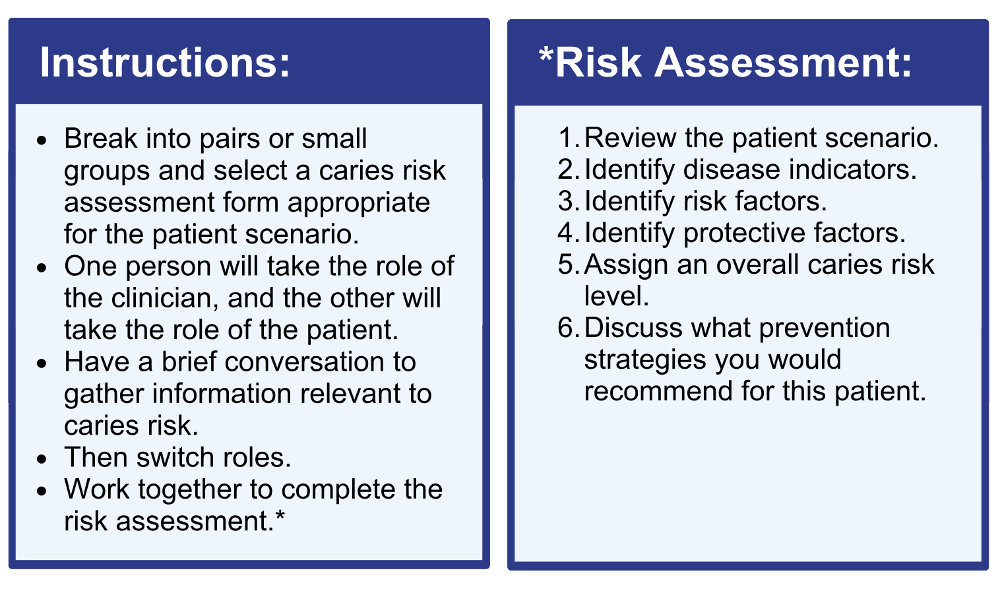 Instructions:
• Break into pairs or small
groups and select a caries risk
assessment form appropriate
for the patient scenario.
• One person will take the role of
the clinician, and the other will
take the role of the patient.
• Have a brief conversation to
gather information relevant to
caries risk.
• Then switch roles.
• Work together to complete the
risk assessment.*
*Risk Assessment:
1. Review the patient scenario.
2. Identify disease indicators.
3. Identify risk factors.
4. Identify protective factors.
5. Assign an overall caries risk
level.
6. Discuss what prevention
strategies you would
recommend for this patient.